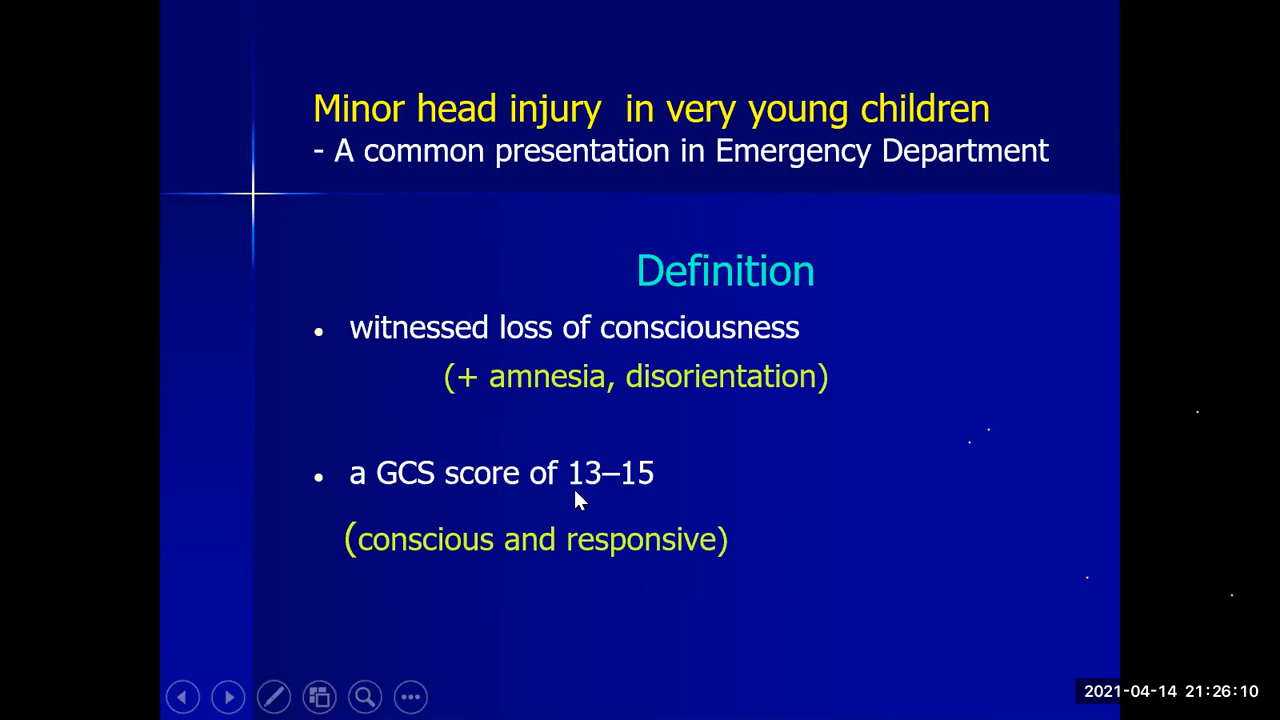 Minor head injury in very young children
- A common presentation in Emergency Department
Definition
• witnessed loss of consciousness
(+ amnesia, disorientation)
• a GCS score of 13–15
(conscious and responsive)
2021-04-14 21:26:10